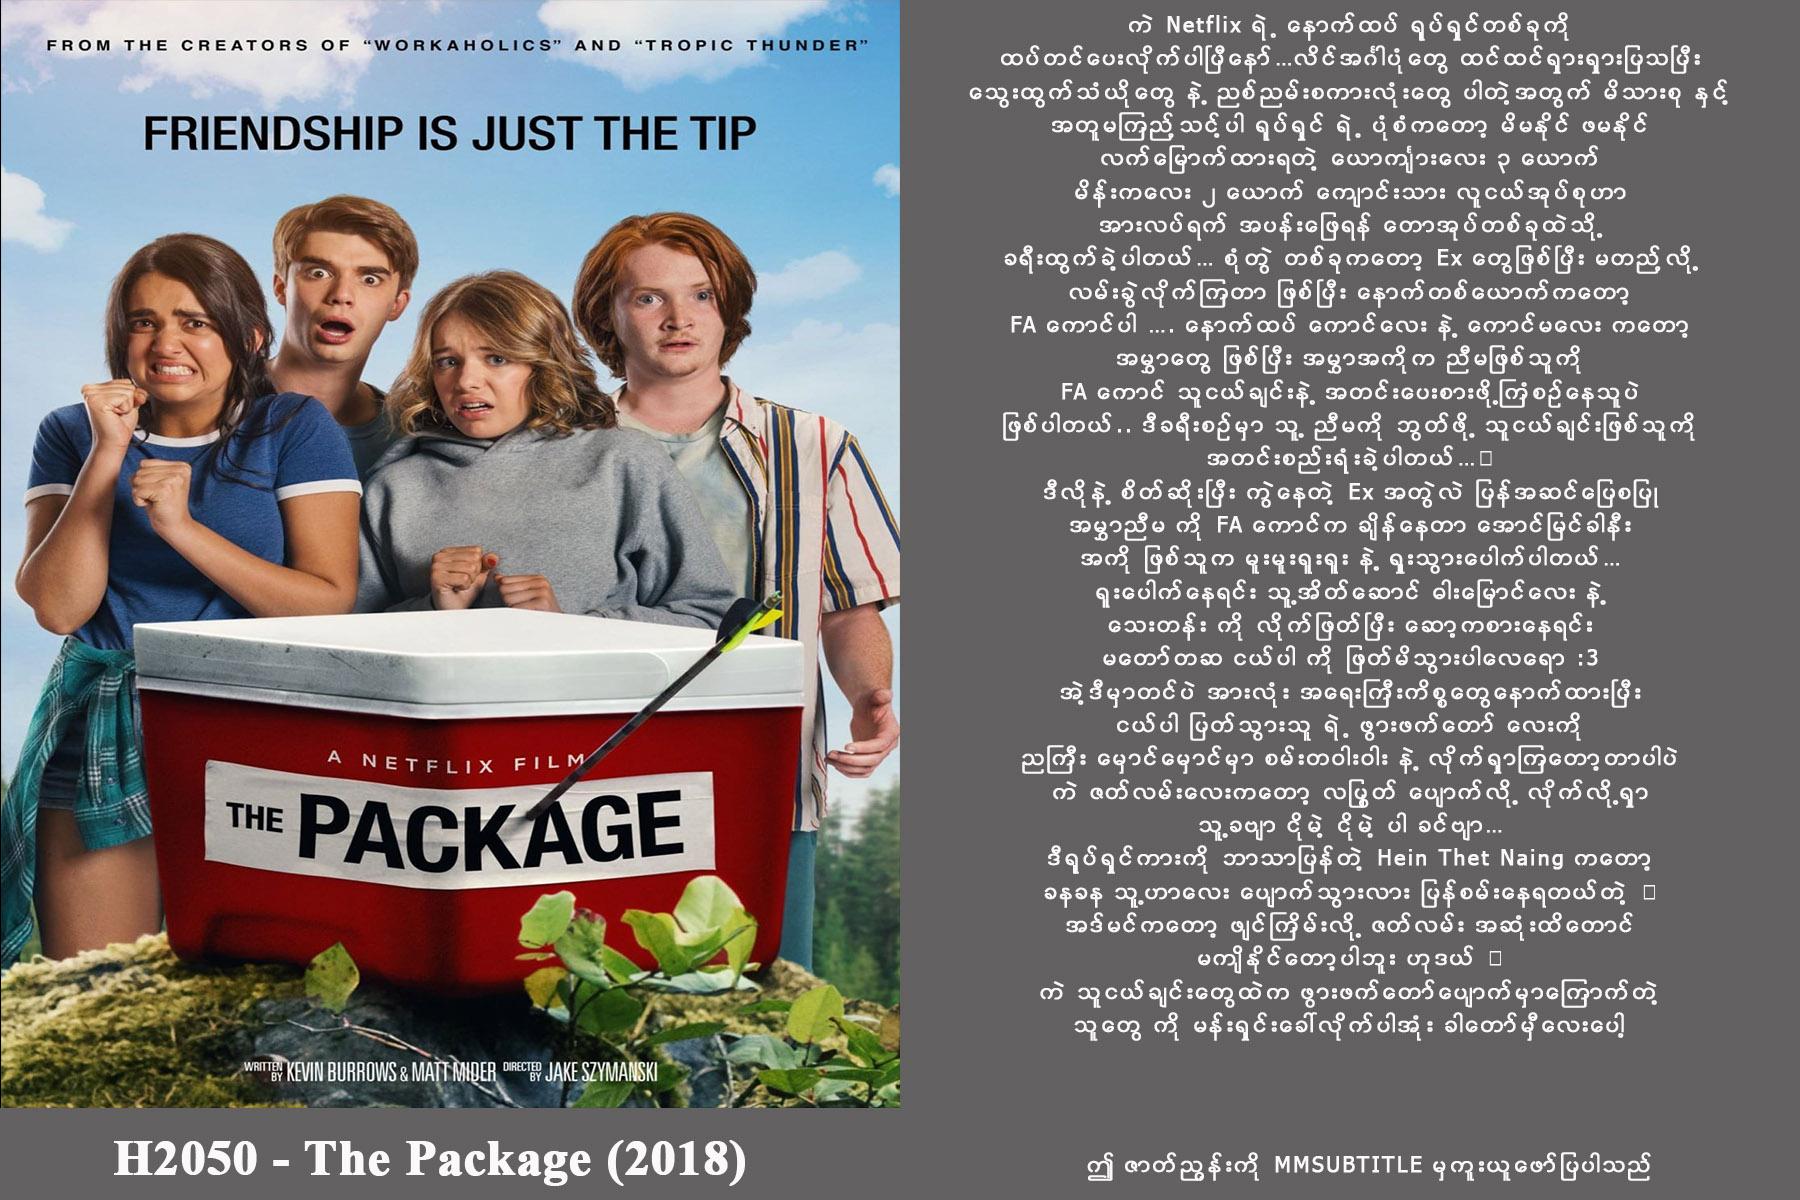 FROM THE CREATORS OF “WORKAHOLICS” AND “TROPIC THUNDER”
FRIENDSHIP IS JUST THE TIP
A NETFLIX FILM
THE PACKAGE
WRITTEN BY KEVIN BURROWS & MATT MIDER DIRECTED BY JAKE SZYMANSKI
H2050 - The Package (2018)
ကဲ Netflix ရဲ့ နောက်ထပ် ရုပ်ရှင်တစ်ခုကို
ထပ်တင်ပေးလိုက်ပါပြီနော်...လိင်အင်္ဂါပုံတွေ ထင်ထင်ရှားရှားပြသပြီး
သွေးထွက်သံယိုတွေ နဲ့ ညစ်ညမ်းစကားလုံးတွေ ပါတဲ့အတွက် မိသားစု နှင့်
အတူမကြည့်သင့်ပါ ရုပ်ရှင် ရဲ့ ပုံစံကတော့ မိမနိုင် ဖမနိုင်
လက်မြှောက်ထားရတဲ့ ယောကျ်ားလေး ၃ ယောက်
မိန်းကလေး ၂ ယောက် ကျောင်းသား လူငယ်အုပ်စုဟာ
အားလပ်ရက် အပန်းဖြေရန် တောအုပ်တစ်ခုထဲသို့
ခရီးထွက်ခဲ့ပါတယ်... စုံတွဲ တစ်ခုကတော့ Ex တွေဖြစ်ပြီး မတည့်လို့
လမ်းခွဲလိုက်ကြတာ ဖြစ်ပြီး နောက်တစ်ယောက်ကတော့
FA ကောင်ပါ .... နောက်ထပ် ကောင်လေး နဲ့ ကောင်မလေး ကတော့
အမွှာတွေ ဖြစ်ပြီး အမွှာအကိုက ညီမဖြစ်သူကို
FA ကောင် သူငယ်ချင်းနဲ့ အတင်းပေးစားဖို့ကြံစဉ်နေသူပဲ
ဖြစ်ပါတယ်.. ဒီခရီးစဉ်မှာ သူ့ ညီမကို ဘွတ်ဖို့ သူငယ်ချင်းဖြစ်သူကို
အတင်းစည်းရုံးခဲ့ပါတယ်...
ဒီလိုနဲ့ စိတ်ဆိုးပြီး ကွဲနေတဲ့ Ex အတွဲလဲ ပြန်အဆင်ပြေစပြု
အမွှာညီမ ကို FA ကောင်က ချိန်နေတာ အောင်မြင်ခါနီး
အကို ဖြစ်သူက မူးမူးရူးရူး နဲ့ ရှူးသွားပေါက်ပါတယ်...
ရှူးပေါက်နေရင်း သူ့အိတ်ဆောင် ဓါးမြှောင်လေး နဲ့
သေးတန်း ကို လိုက်ဖြတ်ပြီး ဆော့ကစားနေရင်း
မတော်တဆ ငယ်ပါ ကို ဖြတ်မိသွားပါလေရော :3
အဲ့ဒီမှာတင်ပဲ အားလုံး အရေးကြီးကိစ္စတွေနောက်ထားပြီး
ငယ်ပါ ပြတ်သွားသူ ရဲ့ ဖွားဖက်တော် လေးကို
ညကြီး မှောင်မှောင်မှာ စမ်းတဝါးဝါး နဲ့ လိုက်ရှာကြတော့တာပါပဲ
ကဲ ဇတ်လမ်းလေးကတော့ လပြွတ် ပျောက်လို့ လိုက်လို့ရှာ
သူ့ခဗျာ ငိုမဲ့ ငိုမဲ့ ပါ ခင်ဗျာ...
ဒီရုပ်ရှင်ကားကို ဘာသာပြန်တဲ့ Hein Thet Naing ကတော့
ခနခန သူ့ဟာလေး ပျောက်သွားလား ပြန်စမ်းနေရတယ်တဲ့
အဒ်မင်ကတော့ ဖျင်ကြိမ်းလို့ ဇတ်လမ်း အဆုံးထိတောင်
မကျိနိုင်တော့ပါဘူး ဟုဒယ်
ကဲ သူငယ်ချင်းတွေထဲက ဖွားဖက်တော်ပျောက်မှာကြောက်တဲ့
သူတွေ ကို မန်းရှင်းခေါ်လိုက်ပါအုံး ခါတော်မှီလေးပေါ့
ဤ ဇာတ်ညွှန်းကို MMSUBTITLE မှကူးယူဖော်ပြပါသည်